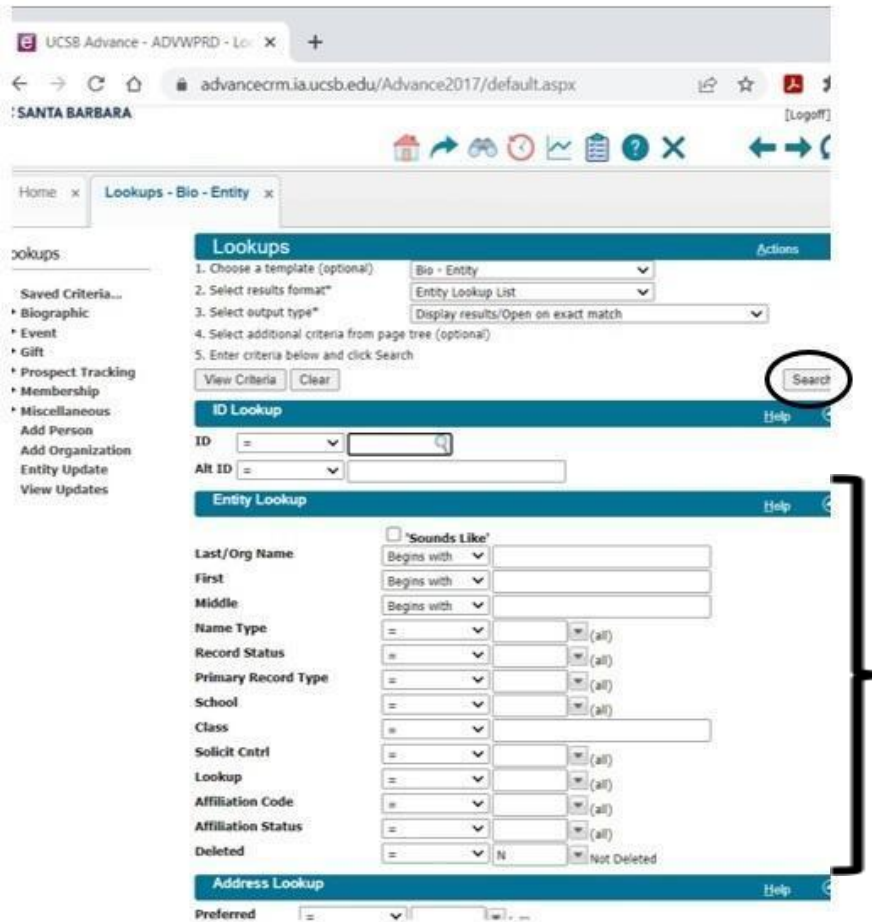 UCSB Advance - ADVWPRD - Lo
advancecrm.ia.ucsb.edu/Advance2017/default.aspx
SANTA BARBARA
[Logoff]
Home x Lookups - Bio - Entity x
ookups
Saved Criteria...
Biographic
Event
Gift
Prospect Tracking
Membership
Miscellaneous
Add Person
Add Organization
Entity Update
View Updates
Lookups Actions
1. Choose a template (optional) Bio - Entity
2. Select results format* Entity Lookup List
3. Select output type* Display results/Open on exact match
4. Select additional criteria from page tree (optional)
5. Enter criteria below and click Search
View Criteria Clear Search
ID Lookup Help
ID =
Alt ID =
Entity Lookup Help
'Sounds Like'
Last/Org Name Begins with
First Begins with
Middle Begins with
Name Type = (all)
Record Status = (all)
Primary Record Type = (all)
School = (all)
Class =
Solicit Cntrl = (all)
Lookup = (all)
Affiliation Code = (all)
Affiliation Status = (all)
Deleted = N Not Deleted
Address Lookup Help
Preferred =